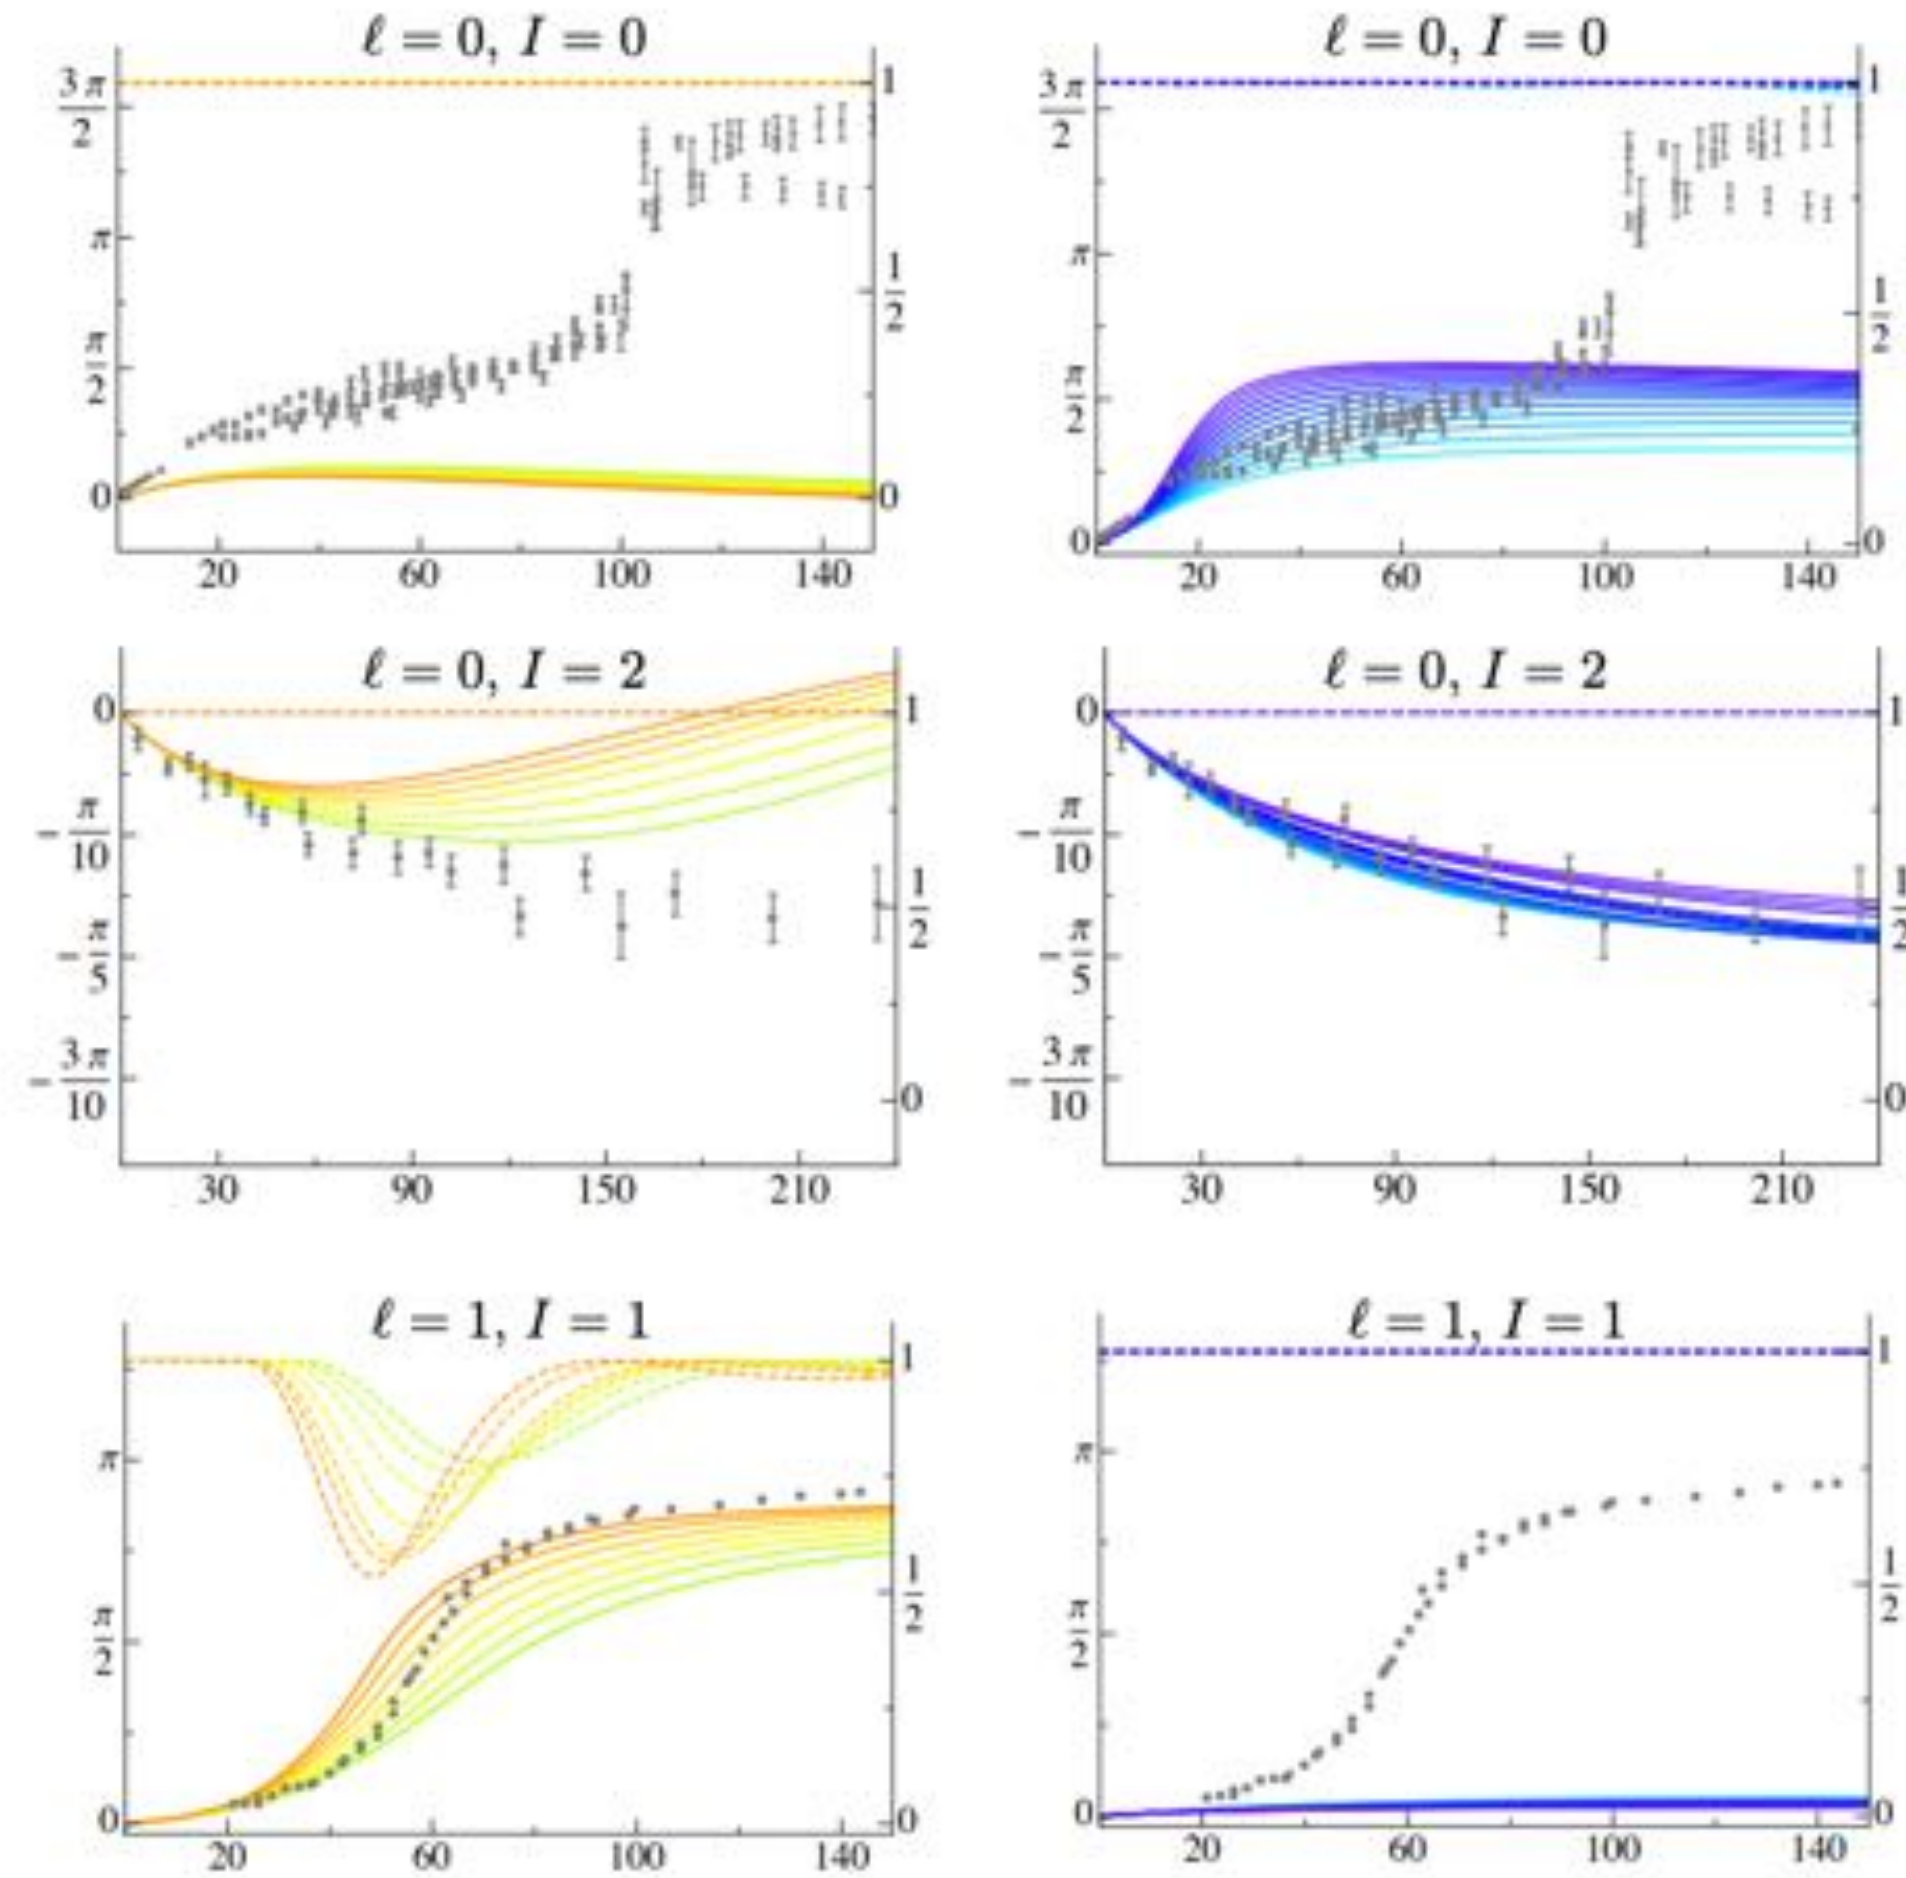 ℓ = 0, I = 0
3π/2
π
π/2
0
1
1/2
0
20 60 100 140
ℓ = 0, I = 0
3π/2
π
π/2
0
1
1/2
0
20 60 100 140
ℓ = 0, I = 2
0
-π/10
-π/5
-3π/10
1
1/2
0
30 90 150 210
ℓ = 0, I = 2
0
-π/10
-π/5
-3π/10
1
1/2
0
30 90 150 210
ℓ = 1, I = 1
π
π/2
0
1
1/2
0
20 60 100 140
ℓ = 1, I = 1
π
π/2
0
1
1/2
0
20 60 100 140